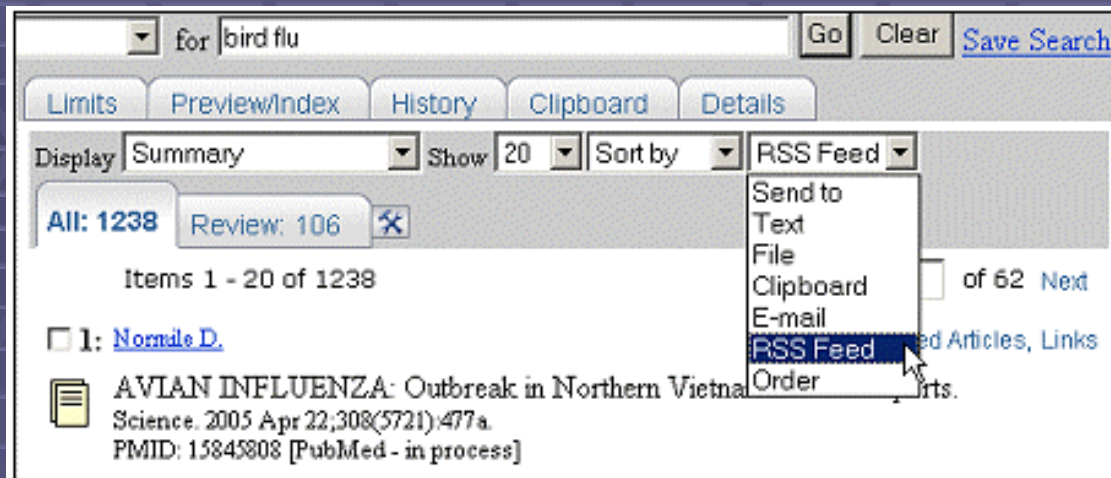 for bird flu Go Clear Save Search
Limits Preview/Index History Clipboard Details
Display Summary Show 20 Sort by RSS Feed
Send to
Text
File
Clipboard
E-mail
RSS Feed
Order
All: 1238 Review: 106
Items 1 - 20 of 1238 of 62 Next
1: Normile D. Articles, Links
AVIAN INFLUENZA: Outbreak in Northern
Science. 2005 Apr 22;308(5721):477a.
PMID: 15845808 [PubMed - in process]